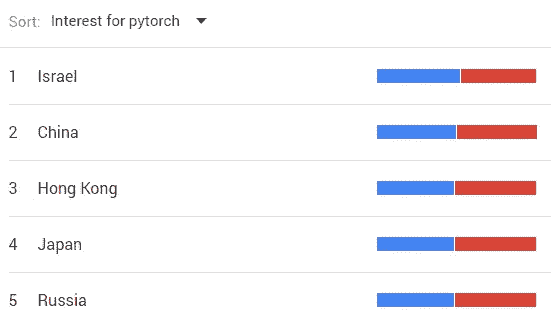 Sort: Interest for pytorch
1 Israel
2 China
3 Hong Kong
4 Japan
5 Russia